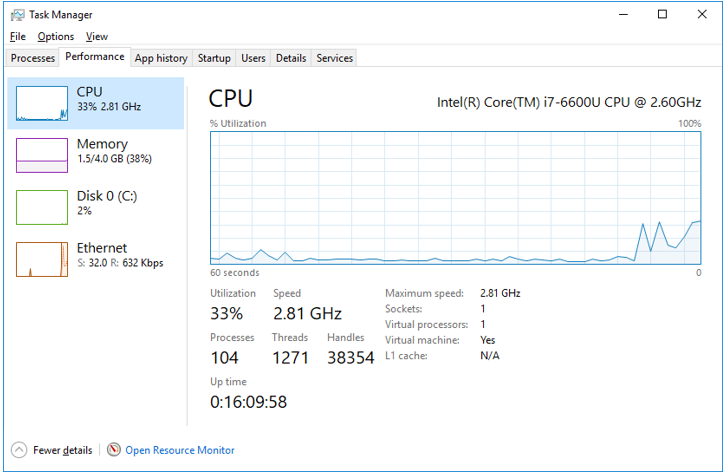 Task Manager
File Options View
Processes Performance App history Startup Users Details Services
CPU
33% 2.81 GHz
Memory
1.5/4.0 GB (38%)
Disk 0 (C:)
2%
Ethernet
S: 32.0 R: 632 Kbps
CPU Intel(R) Core(TM) i7-6600U CPU @ 2.60GHz
% Utilization 100%
60 seconds 0
Utilization Speed
33% 2.81 GHz
Processes Threads Handles
104 1271 38354
Up time
0:16:09:58
Maximum speed: 2.81 GHz
Sockets: 1
Virtual processors: 1
Virtual machine: Yes
L1 cache: N/A
Fewer details Open Resource Monitor